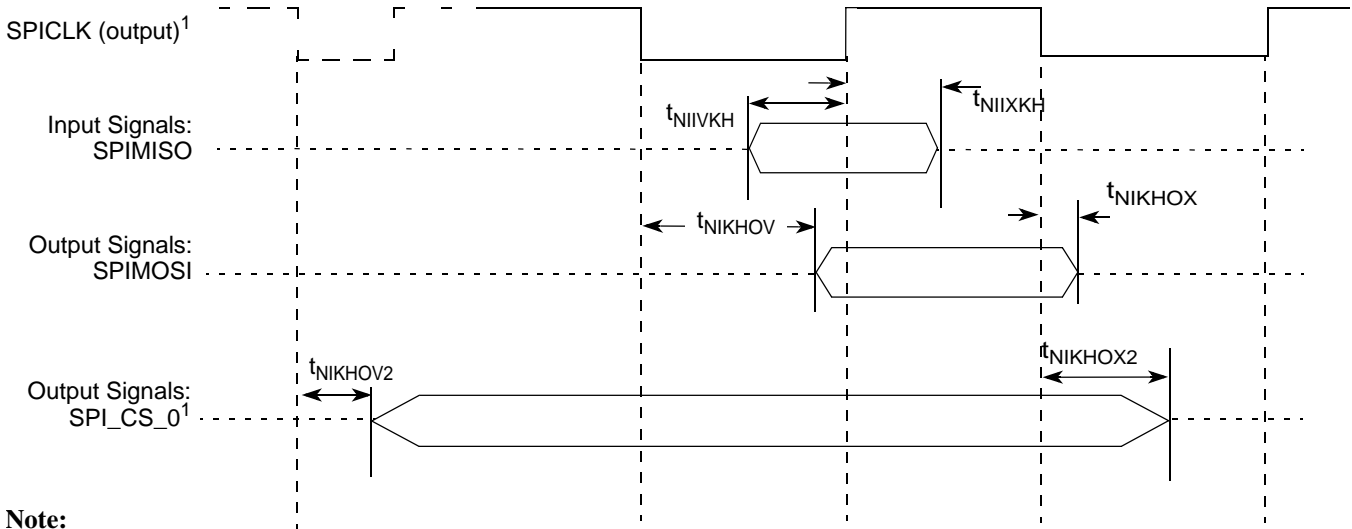 SPICLK (output)1
tNIIVKH
tNIIXKH
Input Signals:
SPIMISO
tNIKHOX
tNIKHOV
Output Signals:
SPIMOSI
tNIKHOX2
tNIKHOV2
Output Signals:
SPI_CS_01
Note: